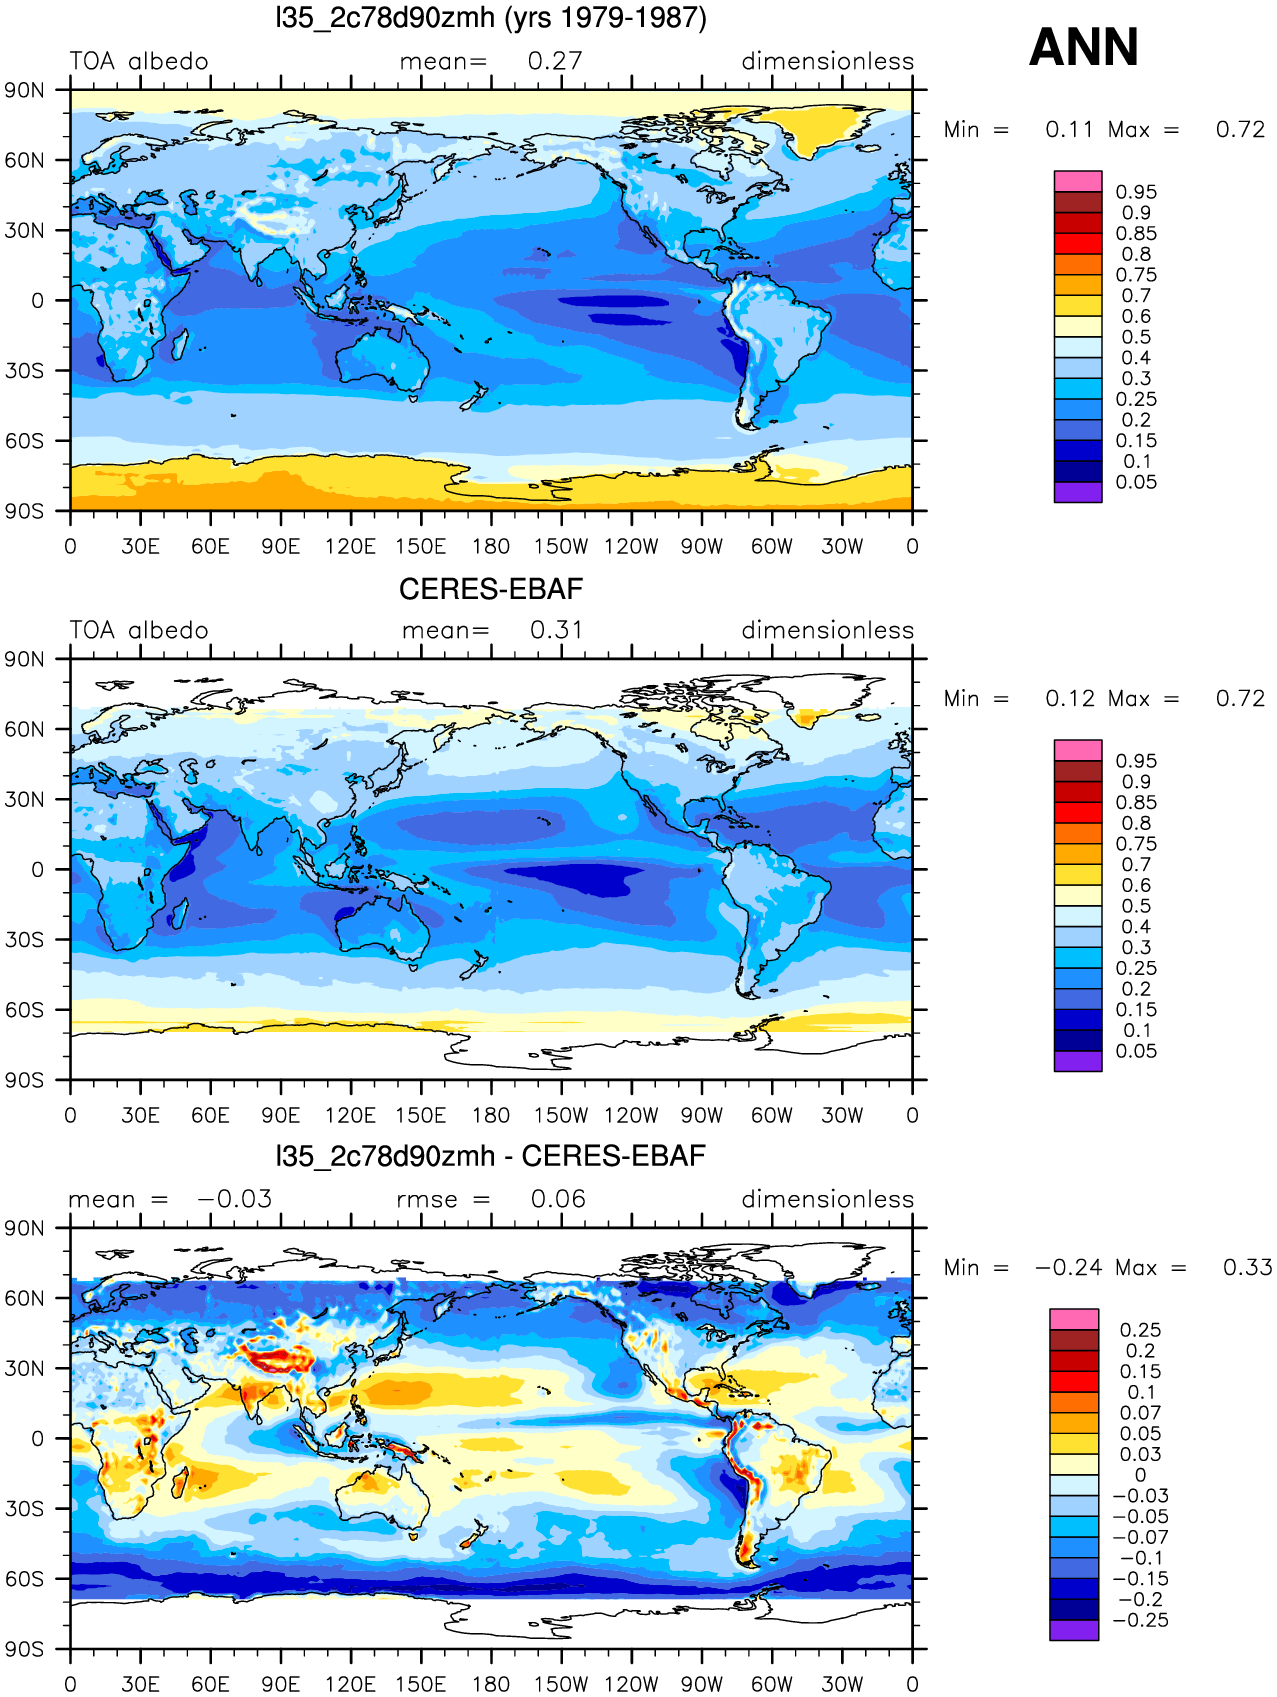 l35_2c78d90zmh (yrs 1979-1987)
ANN
TOA albedo mean= 0.27 dimensionless
Min = 0.11 Max = 0.72
90N
60N
30N
0
30S
60S
90S
0 30E 60E 90E 120E 150E 180 150W 120W 90W 60W 30W 0
0.95
0.9
0.85
0.8
0.75
0.7
0.6
0.5
0.4
0.3
0.25
0.2
0.15
0.1
0.05
CERES-EBAF
TOA albedo mean= 0.31 dimensionless
Min = 0.12 Max = 0.72
90N
60N
30N
0
30S
60S
90S
0 30E 60E 90E 120E 150E 180 150W 120W 90W 60W 30W 0
0.95
0.9
0.85
0.8
0.75
0.7
0.6
0.5
0.4
0.3
0.25
0.2
0.15
0.1
0.05
l35_2c78d90zmh - CERES-EBAF
mean = −0.03 rmse = 0.06 dimensionless
Min = −0.24 Max = 0.33
90N
60N
30N
0
30S
60S
90S
0 30E 60E 90E 120E 150E 180 150W 120W 90W 60W 30W 0
0.25
0.2
0.15
0.1
0.07
0.05
0.03
0
−0.03
−0.05
−0.07
−0.1
−0.15
−0.2
−0.25